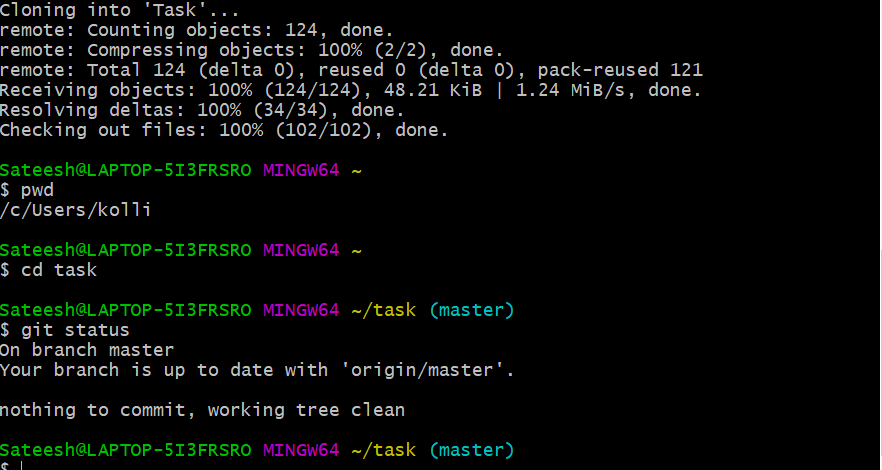 Cloning into 'Task'...
remote: Counting objects: 124, done.
remote: Compressing objects: 100% (2/2), done.
remote: Total 124 (delta 0), reused 0 (delta 0), pack-reused 121
Receiving objects: 100% (124/124), 48.21 KiB | 1.24 MiB/s, done.
Resolving deltas: 100% (34/34), done.
Checking out files: 100% (102/102), done.
Sateesh@LAPTOP-5I3FRSRO MINGW64 ~
$ pwd
/c/Users/kolli
Sateesh@LAPTOP-5I3FRSRO MINGW64 ~
$ cd task
Sateesh@LAPTOP-5I3FRSRO MINGW64 ~/task (master)
$ git status
On branch master
Your branch is up to date with 'origin/master'.
nothing to commit, working tree clean
Sateesh@LAPTOP-5I3FRSRO MINGW64 ~/task (master)
$